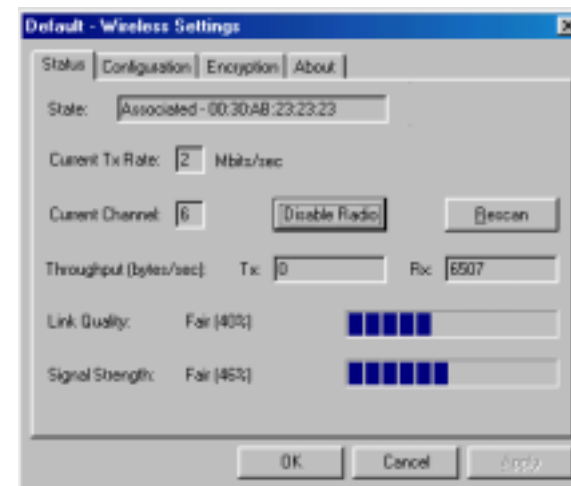 Default - Wireless Settings
Status Configuration Encryption About
State: Associated - 00:30:AB:23:23:23
Current Tx Rate: 2 Mbits/sec
Current Channel: 6 Disable Radio Rescan
Throughput (bytes/sec): Tx: 0 Rx: 6507
Link Quality: Fair (40%)
Signal Strength: Fair (46%)
OK Cancel Apply